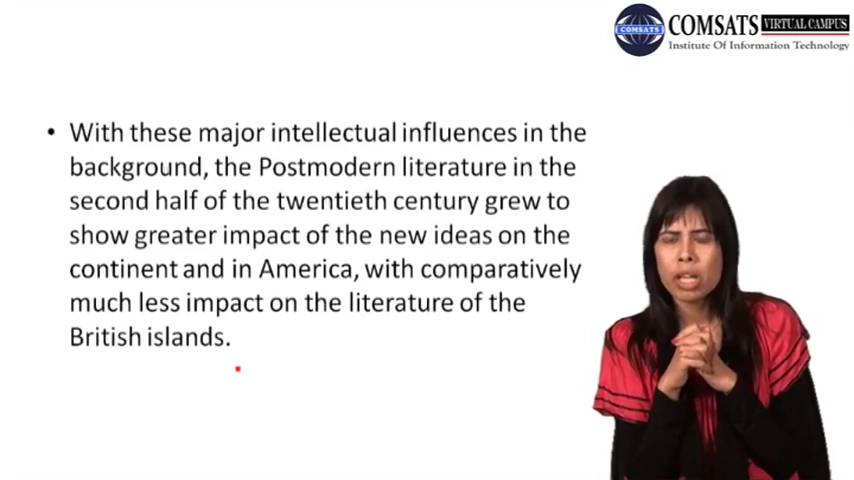 COMSATS VIRTUAL CAMPUS
COMSATS
Institute Of Information Technology
• With these major intellectual influences in the
background, the Postmodern literature in the
second half of the twentieth century grew to
show greater impact of the new ideas on the
continent and in America, with comparatively
much less impact on the literature of the
British islands.